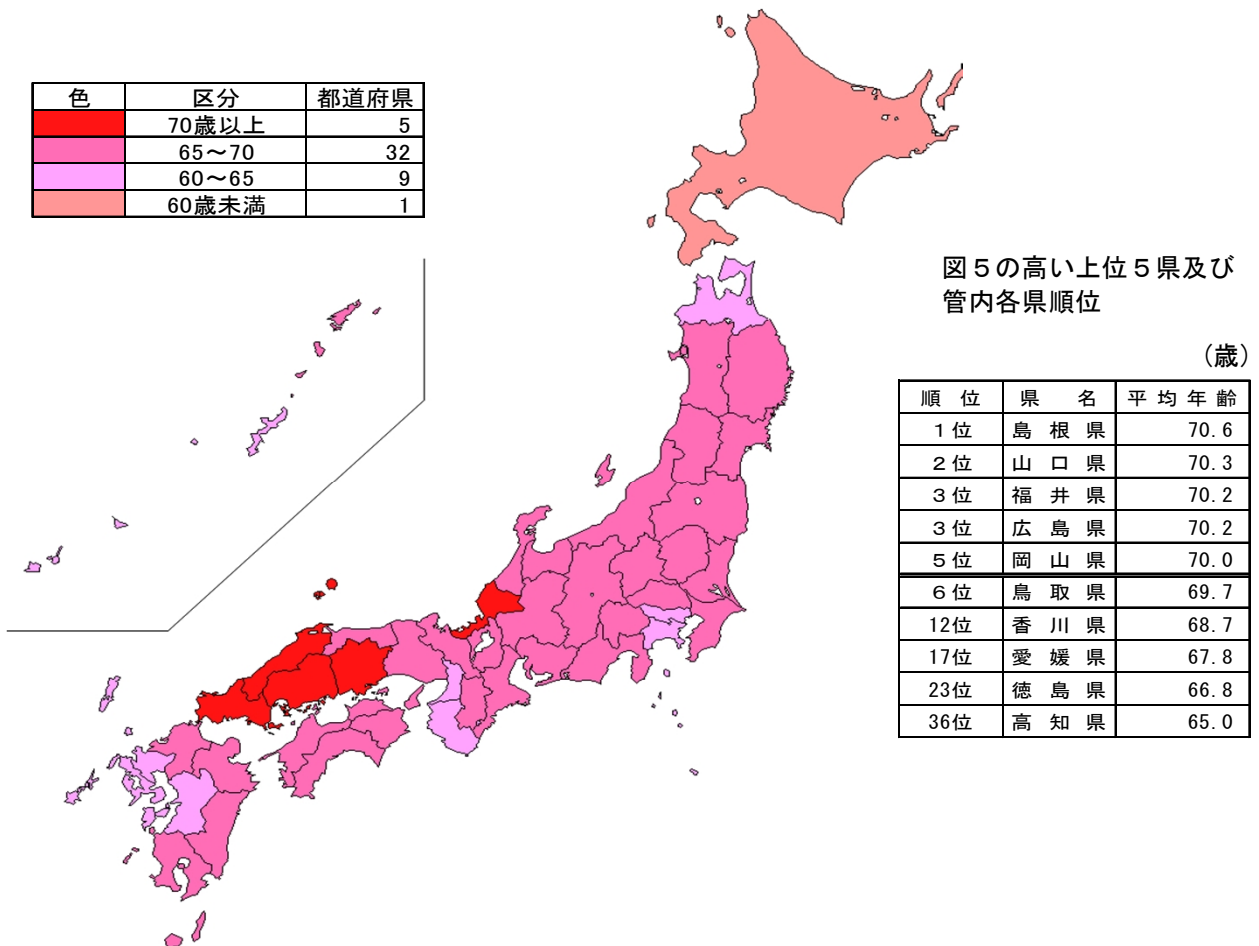 色 区分 都道府県
70歳以上 5
65～70 32
60～65 9
60歳未満 1
図５の高い上位５県及び
管内各県順位
（歳）
順位 県名 平均年齢
1位 島根県 70.6
2位 山口県 70.3
3位 福井県 70.2
3位 広島県 70.2
5位 岡山県 70.0
6位 鳥取県 69.7
12位 香川県 68.7
17位 愛媛県 67.8
23位 徳島県 66.8
36位 高知県 65.0